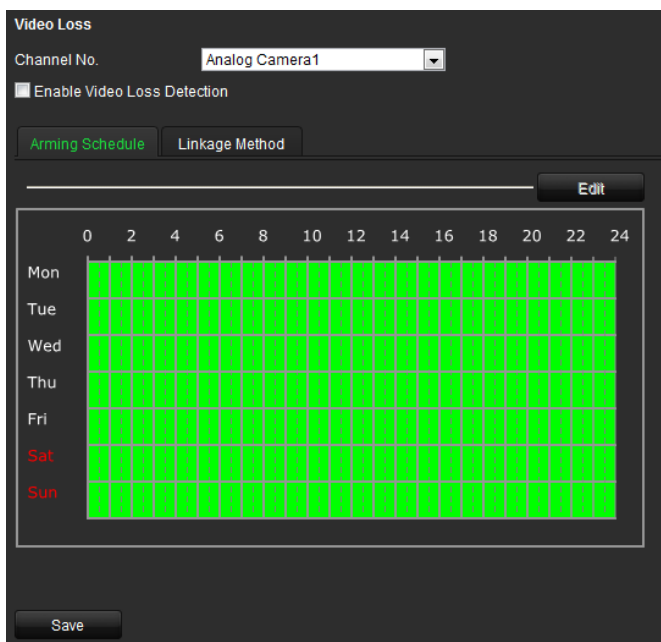 Video Loss
Channel No. Analog Camera1
Enable Video Loss Detection
Arming Schedule Linkage Method
Edit
0 2 4 6 8 10 12 14 16 18 20 22 24
Mon
Tue
Wed
Thu
Fri
Sat
Sun
Save